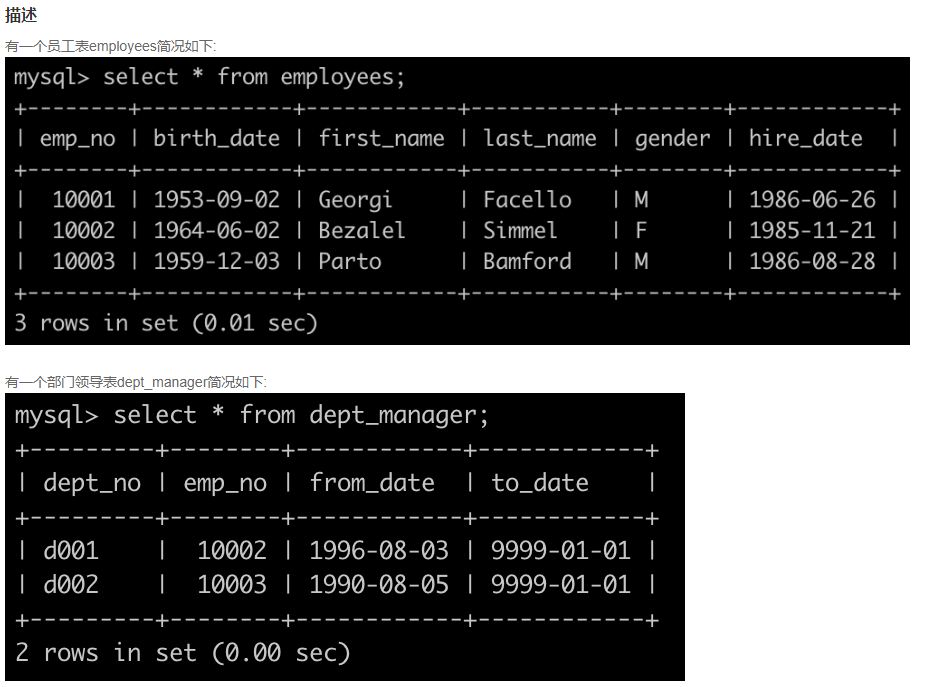 描述
有一个员工表employees简况如下:
mysql> select * from employees;
+--------+------------+------------+-----------+--------+------------+
| emp_no | birth_date | first_name | last_name | gender | hire_date  |
+--------+------------+------------+-----------+--------+------------+
|  10001 | 1953-09-02 | Georgi     | Facello   | M      | 1986-06-26 |
|  10002 | 1964-06-02 | Bezalel    | Simmel    | F      | 1985-11-21 |
|  10003 | 1959-12-03 | Parto      | Bamford   | M      | 1986-08-28 |
+--------+------------+------------+-----------+--------+------------+
3 rows in set (0.01 sec)
有一个部门领导表dept_manager简况如下:
mysql> select * from dept_manager;
+---------+--------+------------+------------+
| dept_no | emp_no | from_date  | to_date    |
+---------+--------+------------+------------+
| d001    |  10002 | 1996-08-03 | 9999-01-01 |
| d002    |  10003 | 1990-08-05 | 9999-01-01 |
+---------+--------+------------+------------+
2 rows in set (0.00 sec)